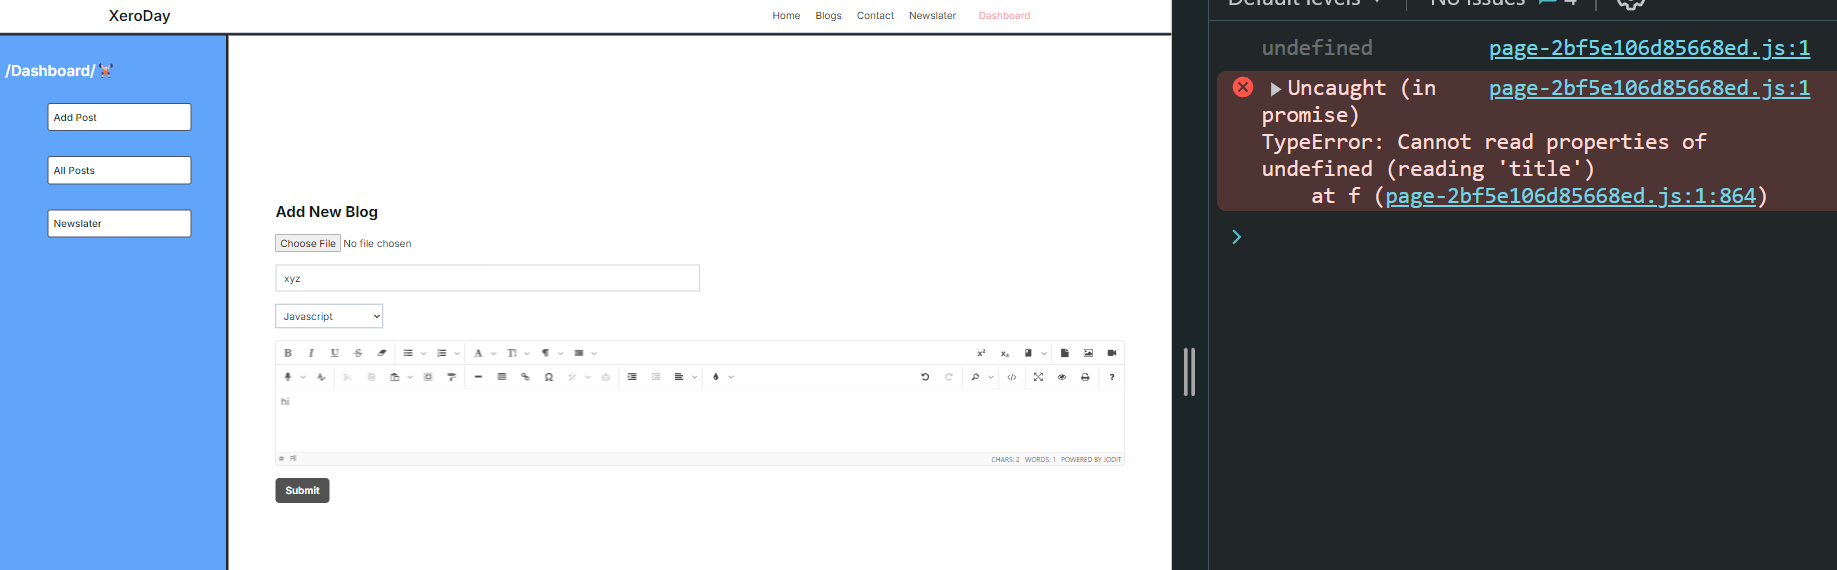 XeroDay
Home Blogs Contact Newslater Dashboard
/Dashboard/
Add Post
All Posts
Newslater
Add New Blog
Choose File No file chosen
xyz
Javascript
hi
CHARS: 2 WORDS: 1 POWERED BY JODIT
Submit
Default levels No Issues 4
undefined page-2bf5e106d85668ed.js:1
Uncaught (in page-2bf5e106d85668ed.js:1
promise)
TypeError: Cannot read properties of
undefined (reading 'title')
at f (page-2bf5e106d85668ed.js:1:864)